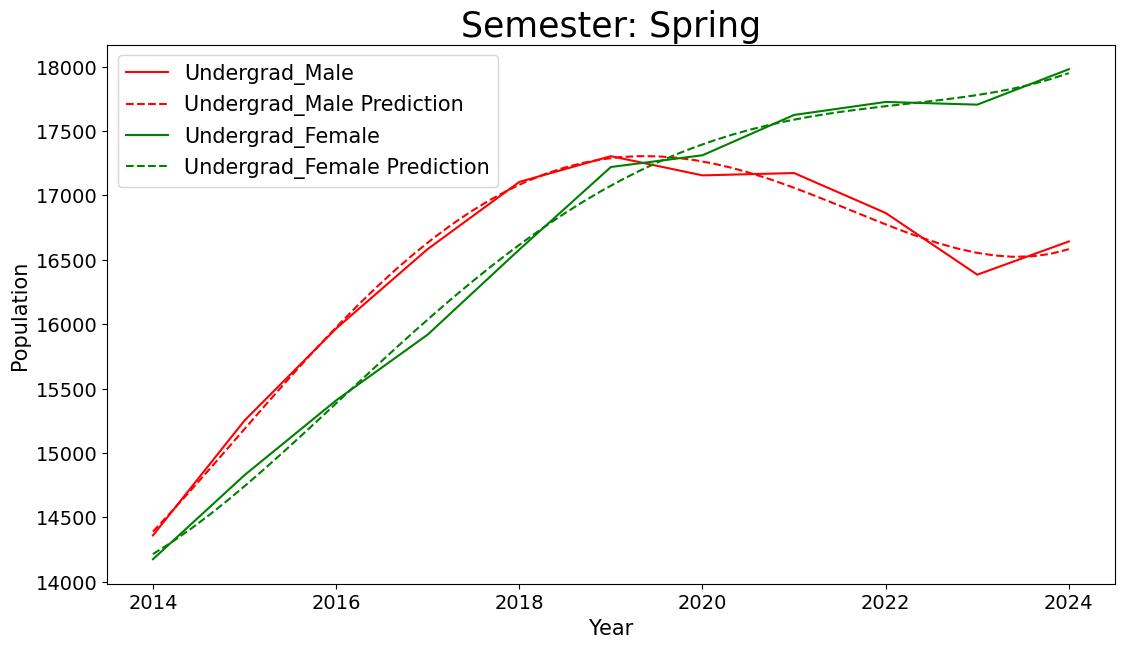 Semester: Spring
Undergrad_Male
Undergrad_Male Prediction
Undergrad_Female
Undergrad_Female Prediction
18000
17500
17000
16500
16000
15500
15000
14500
14000
Population
2014 2016 2018 2020 2022 2024
Year